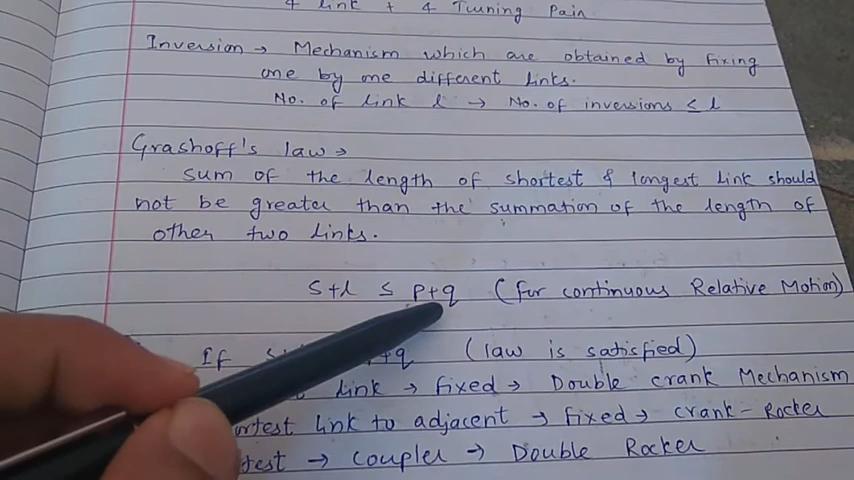 4 link + 4 Turning Pair
Inversion → Mechanism which are obtained by fixing
one by one different links.
No. of link l → No. of inversions ≤ l
Grashoff's law →
Sum of the length of shortest & longest link should
not be greater than the summation of the length of
other two links.
S+l ≤ p+q (for continuous Relative Motion)
If +q (law is satisfied)
link → fixed → Double crank Mechanism
link to adjacent → fixed → crank-Rocker
→ coupler → Double Rocker